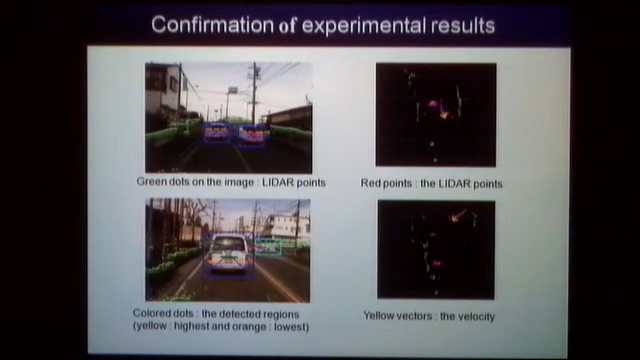 Confirmation of experimental results
Green dots on the image : LIDAR points
Red points : the LIDAR points
Colored dots : the detected regions
(yellow : highest and orange : lowest)
Yellow vectors : the velocity